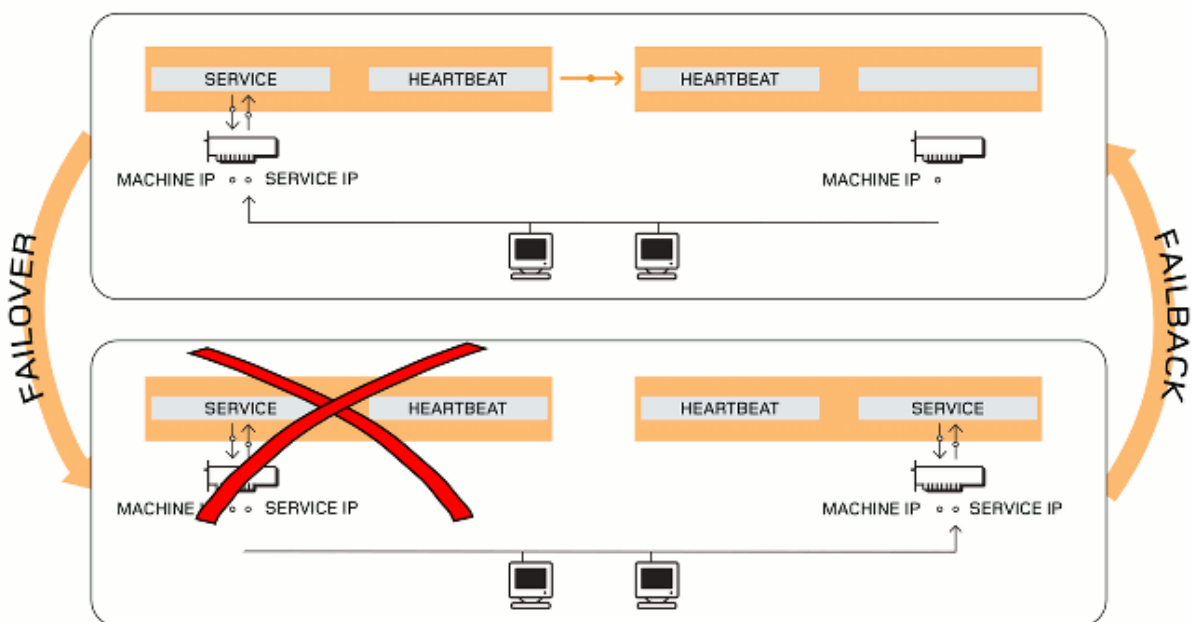 SERVICE HEARTBEAT HEARTBEAT
MACHINE IP SERVICE IP MACHINE IP
FAILOVER
FAILBACK
SERVICE HEARTBEAT HEARTBEAT SERVICE
MACHINE IP SERVICE IP MACHINE IP SERVICE IP